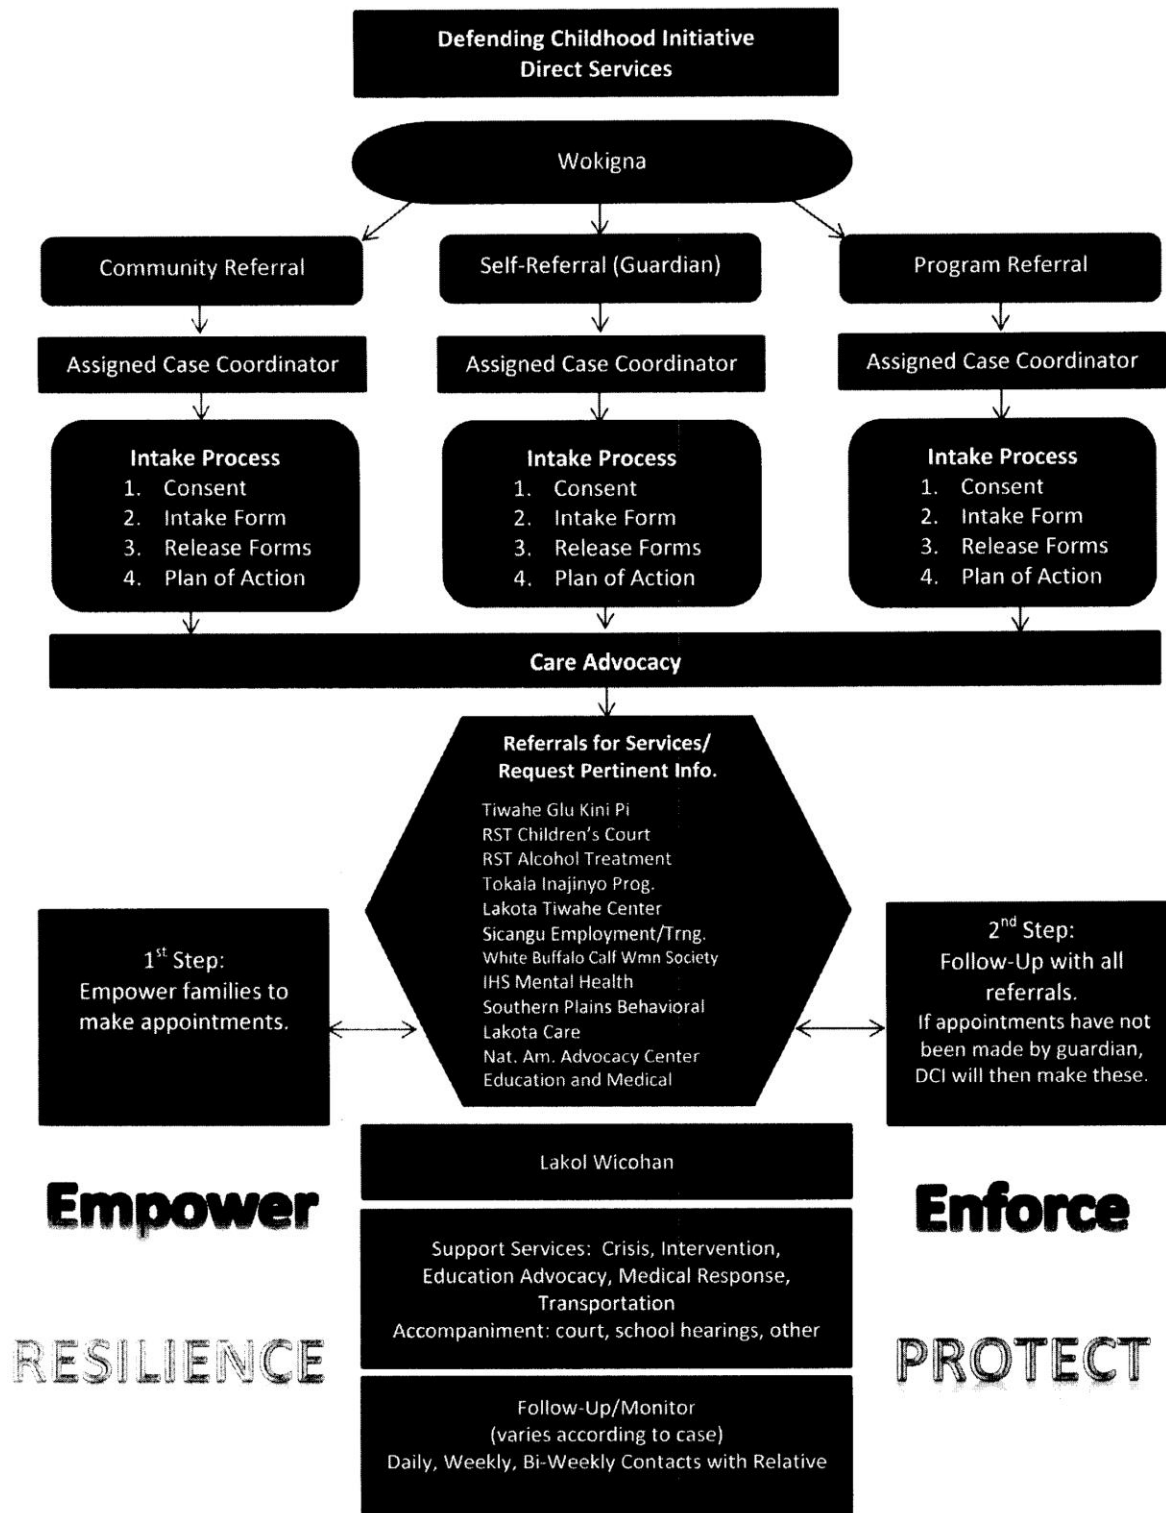 Defending Childhood Initiative
Direct Services
Wokigna
Community Referral
Self-Referral (Guardian)
Program Referral
Assigned Case Coordinator
Assigned Case Coordinator
Assigned Case Coordinator
Intake Process
1. Consent
2. Intake Form
3. Release Forms
4. Plan of Action
Intake Process
1. Consent
2. Intake Form
3. Release Forms
4. Plan of Action
Intake Process
1. Consent
2. Intake Form
3. Release Forms
4. Plan of Action
Care Advocacy
Referrals for Services/
Request Pertinent Info.
Tiwahe Glu Kini Pi
RST Children's Court
RST Alcohol Treatment
Tokala Inajinyo Prog.
Lakota Tiwahe Center
Sicangu Employment/Trng.
White Buffalo Calf Wmn Society
IHS Mental Health
Southern Plains Behavioral
Lakota Care
Nat. Am. Advocacy Center
Education and Medical
1st Step:
Empower families to
make appointments.
2nd Step:
Follow-Up with all
referrals.
If appointments have not
been made by guardian,
DCI will then make these.
Lakol Wicohan
Empower
Enforce
Support Services: Crisis, Intervention,
Education Advocacy, Medical Response,
Transportation
Accompaniment: court, school hearings, other
RESILIENCE
PROTECT
Follow-Up/Monitor
(varies according to case)
Daily, Weekly, Bi-Weekly Contacts with Relative